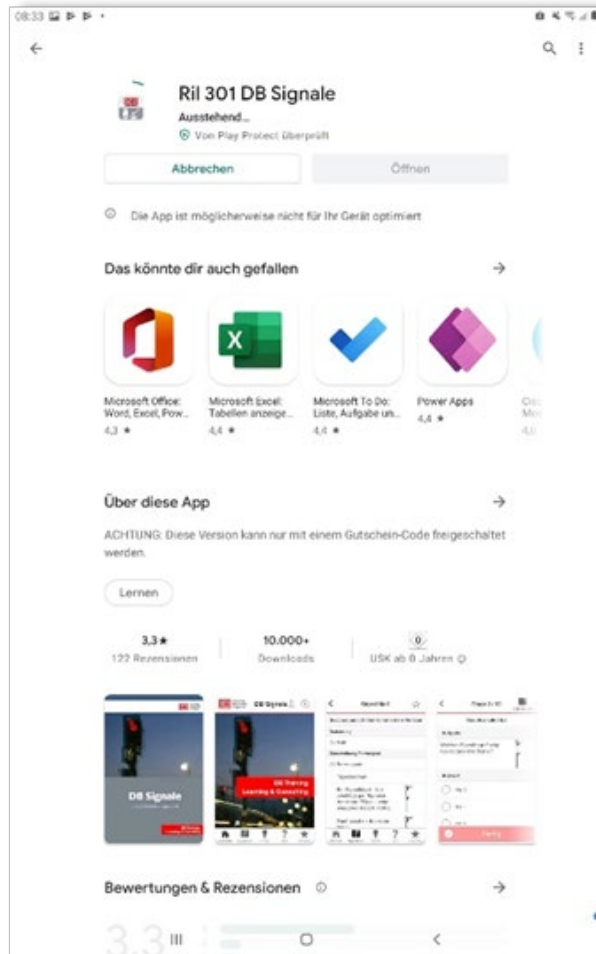 08:33
Ril 301 DB Signale
Ausstehend...
Von Play Protect überprüft
Abbrechen
Öffnen
Die App ist möglicherweise nicht für Ihr Gerät optimiert
Das könnte dir auch gefallen
Microsoft Office:
Word, Excel, Pow...
4,3 ★
Microsoft Excel:
Tabellen anzeige...
4,4 ★
Microsoft To Do:
Liste, Aufgabe un...
4,4 ★
Power Apps
4,4 ★
Über diese App
ACHTUNG: Diese Version kann nur mit einem Gutschein-Code freigeschaltet
werden.
Lernen
3,3 ★
122 Rezensionen
10.000+
Downloads
0
USK ab 0 Jahren
DB Signale
DB Signale
DB Training
Learning & Consulting
Bewertungen & Rezensionen
3,3